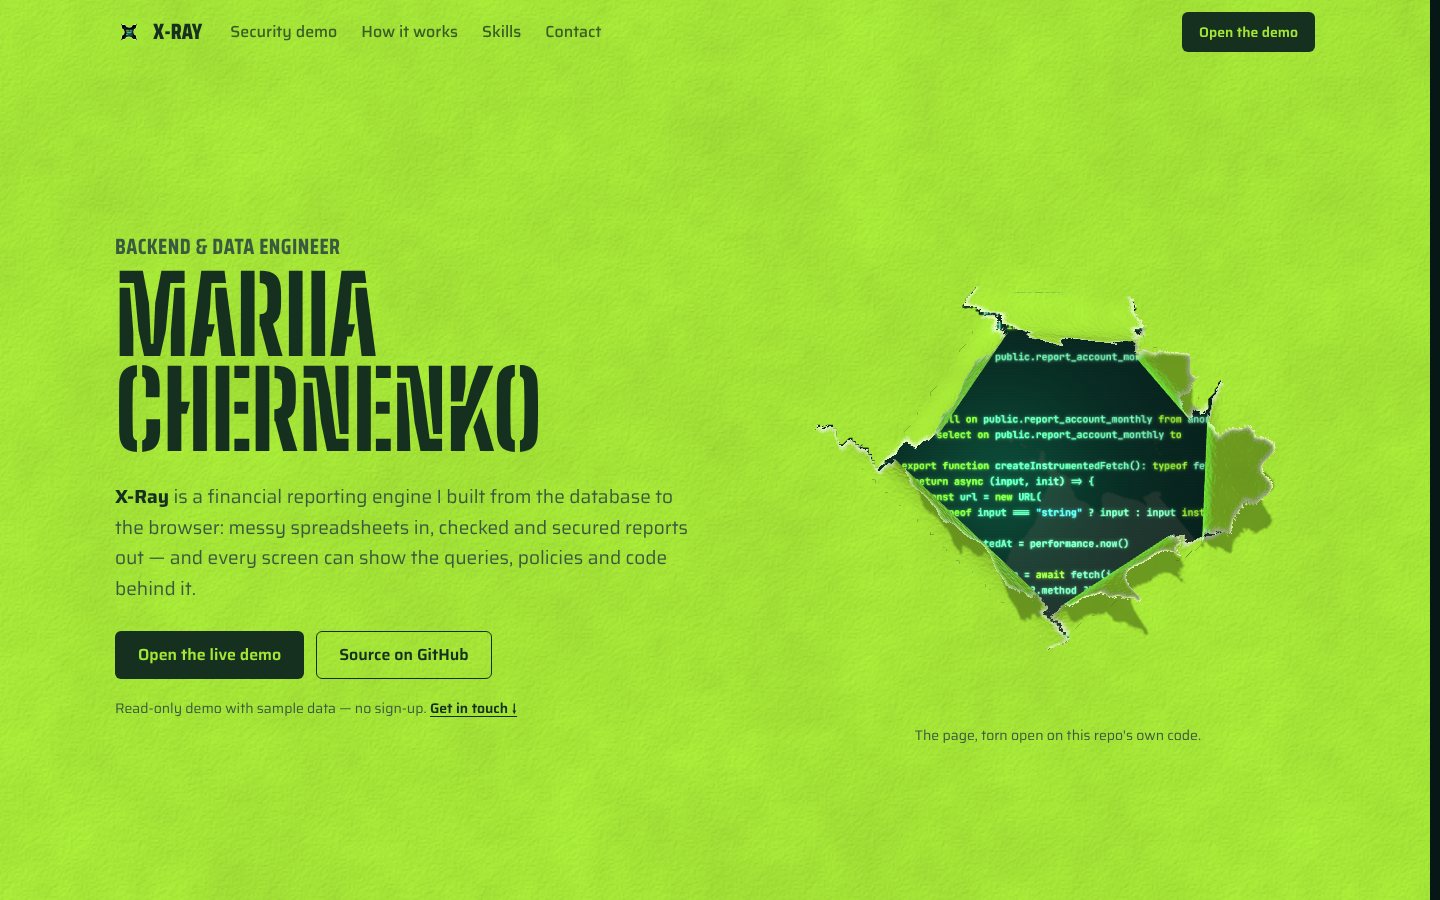 X-RAY
Security demo
How it works
Skills
Contact
Open the demo
BACKEND & DATA ENGINEER
MARIIA
CHERNENKO
X-Ray is a financial reporting engine I built from the database to
the browser: messy spreadsheets in, checked and secured reports
out — and every screen can show the queries, policies and code
behind it.
Open the live demo
Source on GitHub
Read-only demo with sample data — no sign-up. Get in touch ↓
public.report_account_mon
ll on public.report_account_monthly from anon
select on public.report_account_monthly to
export function createInstrumentedFetch(): typeof fe
return async (input, init) => {
onst url = new URL(
peof input === "string" ? input : input inst
tedAt = performance.now()
= await fetch(i
.method ?
The page, torn open on this repo's own code.